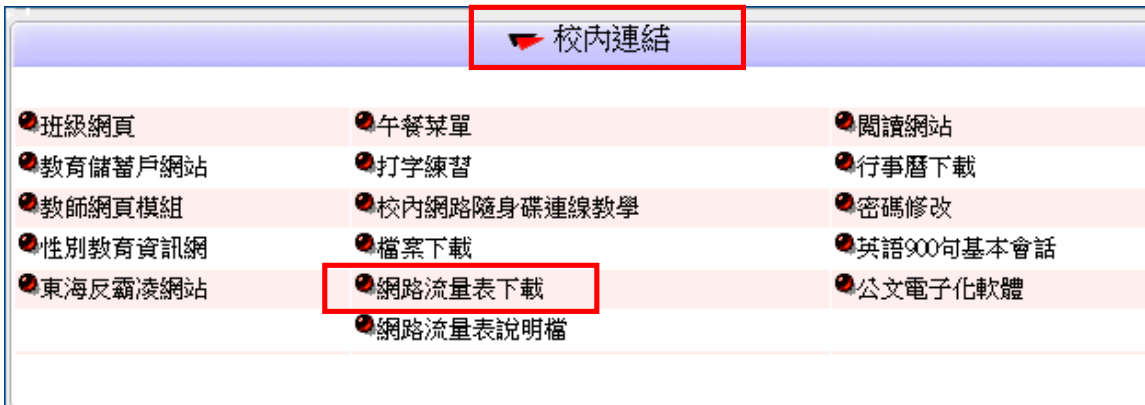 校內連結
班級網頁 午餐菜單 閱讀網站
教育儲蓄戶網站 打字練習 行事曆下載
教師網頁模組 校內網路隨身碟連線教學 密碼修改
性別教育資訊網 檔案下載 英語900句基本會話
東海反霸凌網站 網路流量表下載 公文電子化軟體
網路流量表說明檔